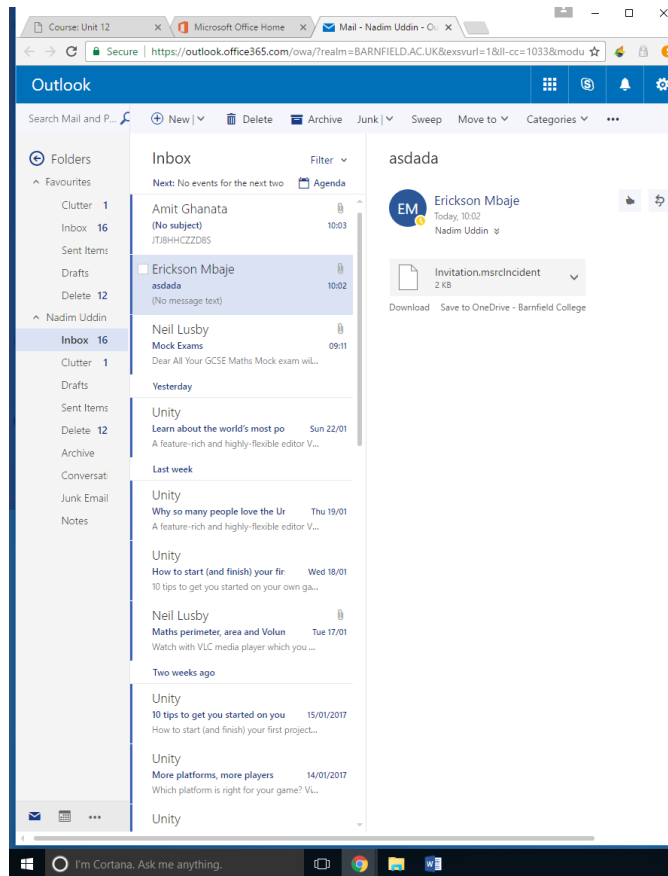 Course: Unit 12
Microsoft Office Home
Mail - Nadim Uddin - Ou
Secure | https://outlook.office365.com/owa/?realm=BARNFIELD.AC.UK&exsvurl=1&ll-cc=1033&modu
Outlook
Search Mail and P...
New
Delete
Archive
Junk
Sweep
Move to
Categories
Folders
Favourites
Clutter 1
Inbox 16
Sent Items
Drafts
Delete 12
Nadim Uddin
Inbox 16
Clutter 1
Drafts
Sent Items
Delete 12
Archive
Conversati
Junk Email
Notes
Inbox
Filter
Next: No events for the next two
Agenda
Amit Ghanata
(No subject) 10:03
JTJ8HHCZZD8S
Erickson Mbaje
asdada 10:02
(No message text)
Neil Lusby
Mock Exams 09:11
Dear All Your GCSE Maths Mock exam wil...
Yesterday
Unity
Learn about the world's most po Sun 22/01
A feature-rich and highly-flexible editor V...
Last week
Unity
Why so many people love the Ur Thu 19/01
A feature-rich and highly-flexible editor V...
Unity
How to start (and finish) your fir Wed 18/01
10 tips to get you started on your own ga...
Neil Lusby
Maths perimeter, area and Volun Tue 17/01
Watch with VLC media player which you ...
Two weeks ago
Unity
10 tips to get you started on you 15/01/2017
How to start (and finish) your first project...
Unity
More platforms, more players 14/01/2017
Which platform is right for your game? Vi...
Unity
asdada
EM
Erickson Mbaje
Today, 10:02
Nadim Uddin
Invitation.msrcIncident
2 KB
Download Save to OneDrive - Barnfield College
I'm Cortana. Ask me anything.